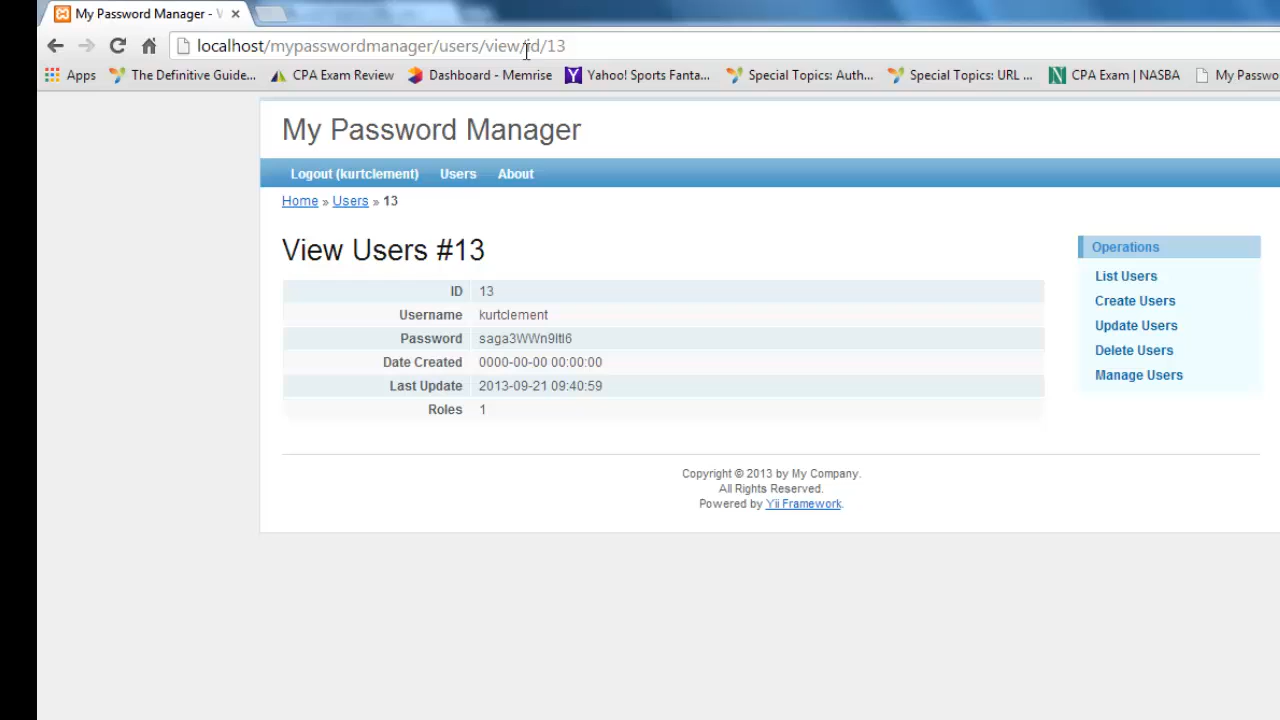 My Password Manager - V
localhost/mypasswordmanager/users/view/id/13
Apps The Definitive Guide... CPA Exam Review Dashboard - Memrise Yahoo! Sports Fanta... Special Topics: Auth... Special Topics: URL ... CPA Exam | NASBA My Passwo
My Password Manager
Logout (kurtclement) Users About
Home » Users » 13
View Users #13
ID 13
Username kurtclement
Password
Date Created 0000-00-00 00:00:00
Last Update 2013-09-21 09:40:59
Roles 1
Operations
List Users
Create Users
Update Users
Delete Users
Manage Users
Copyright © 2013 by My Company.
All Rights Reserved.
Powered by Yii Framework.